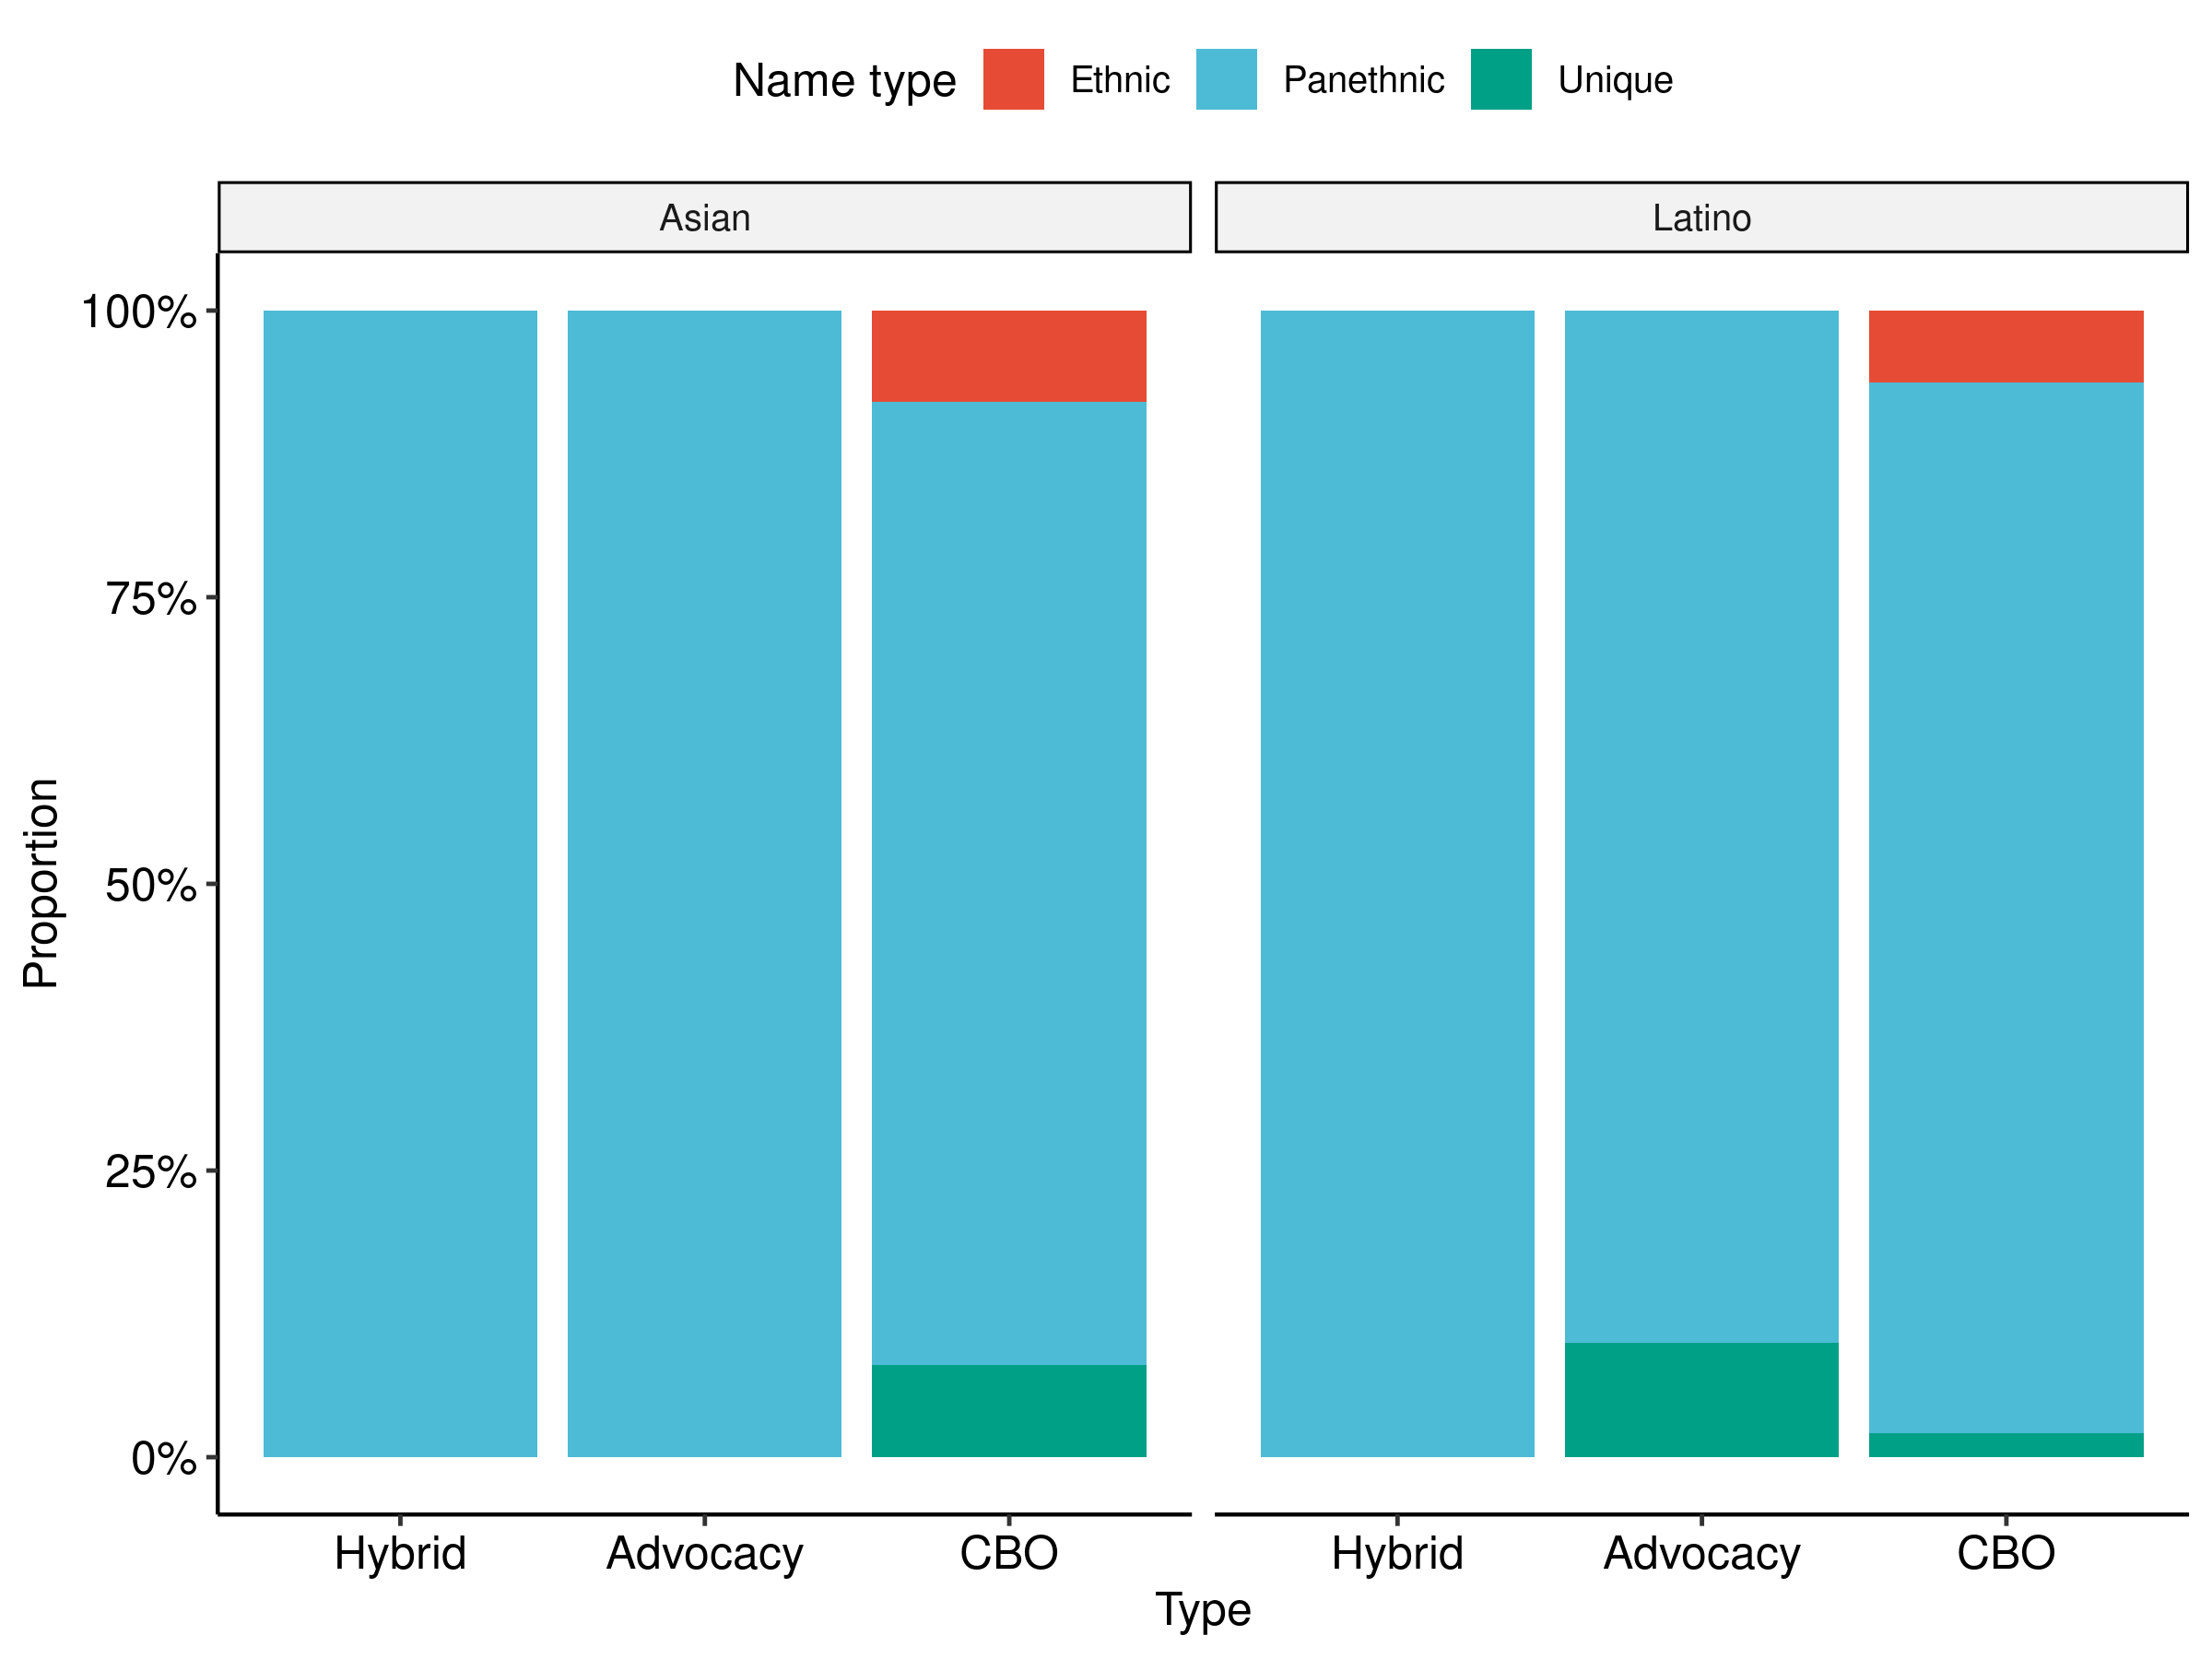 Name type Ethnic Panethnic Unique
Asian Latino
100%
75%
50%
25%
0%
Proportion
Hybrid Advocacy CBO Hybrid Advocacy CBO
Type